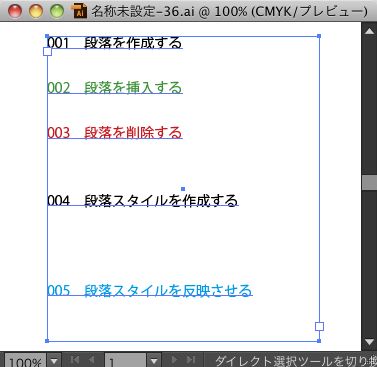 名称未設定-36.ai @ 100% (CMYK/プレビュー)
001 段落を作成する
002 段落を挿入する
003 段落を削除する
004 段落スタイルを作成する
005 段落スタイルを反映させる
100% 1 ダイレクト選択ツールを切り換